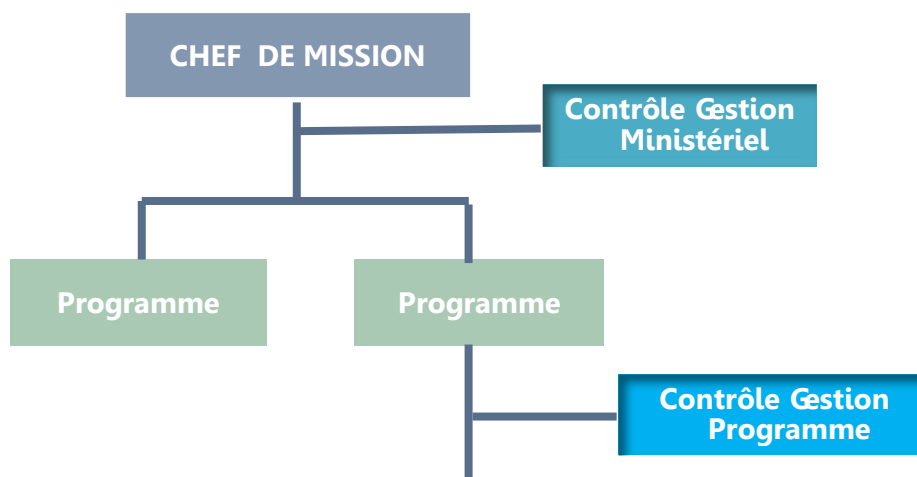 CHEF DE MISSION
Contrôle Gestion
Ministériel
Programme
Programme
Contrôle Gestion
Programme